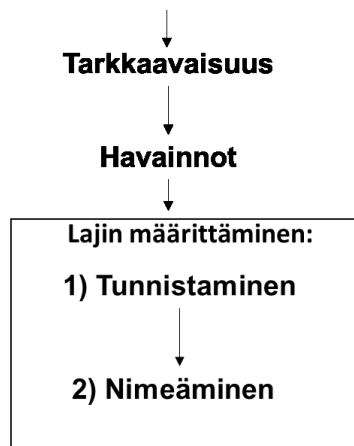 Tarkkaavaisuus
Havainnot
Lajin määrittäminen:
1) Tunnistaminen
2) Nimeäminen